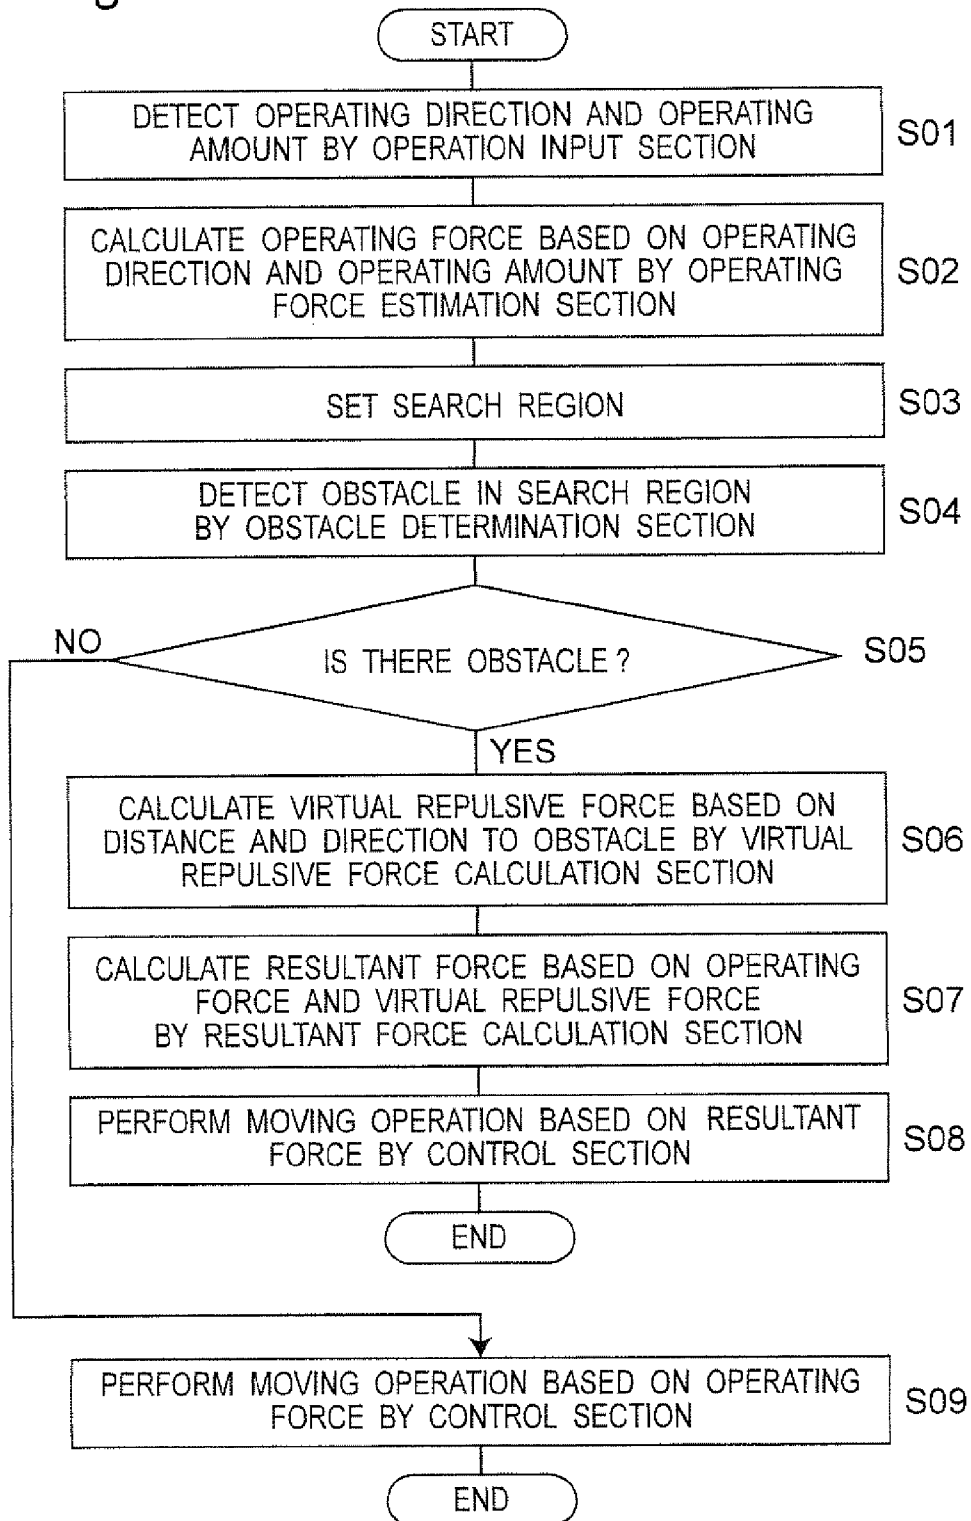 START
DETECT OPERATING DIRECTION AND OPERATING
AMOUNT BY OPERATION INPUT SECTION
S01
CALCULATE OPERATING FORCE BASED ON OPERATING
DIRECTION AND OPERATING AMOUNT BY OPERATING
FORCE ESTIMATION SECTION
S02
SET SEARCH REGION
S03
DETECT OBSTACLE IN SEARCH REGION
BY OBSTACLE DETERMINATION SECTION
S04
NO
IS THERE OBSTACLE ?
S05
YES
CALCULATE VIRTUAL REPULSIVE FORCE BASED ON
DISTANCE AND DIRECTION TO OBSTACLE BY VIRTUAL
REPULSIVE FORCE CALCULATION SECTION
S06
CALCULATE RESULTANT FORCE BASED ON OPERATING
FORCE AND VIRTUAL REPULSIVE FORCE
BY RESULTANT FORCE CALCULATION SECTION
S07
PERFORM MOVING OPERATION BASED ON RESULTANT
FORCE BY CONTROL SECTION
S08
END
PERFORM MOVING OPERATION BASED ON OPERATING
FORCE BY CONTROL SECTION
S09
END